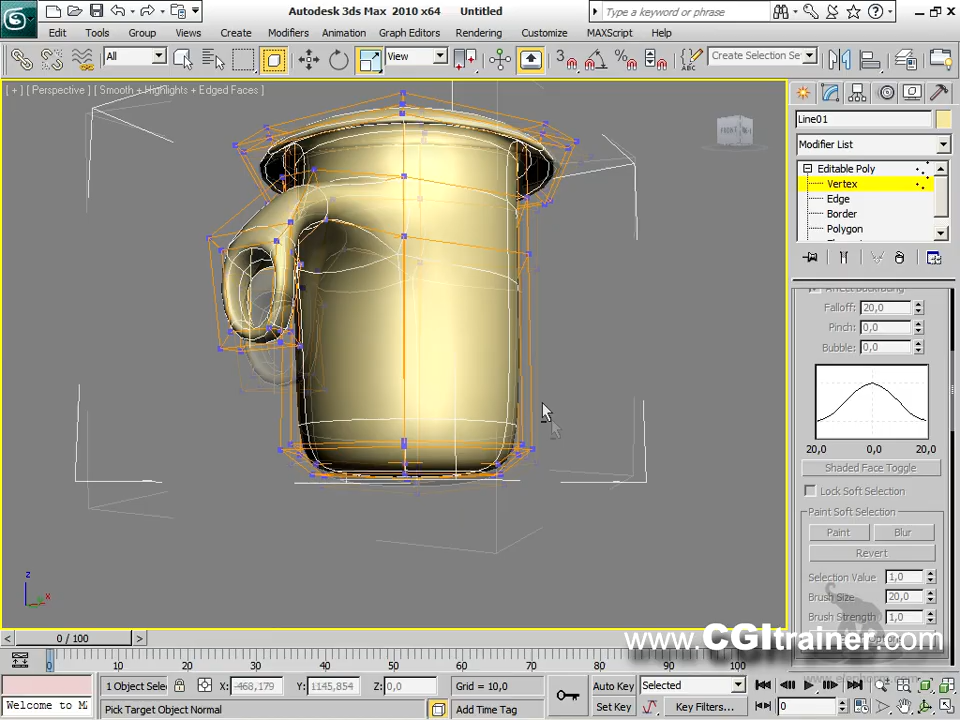 Autodesk 3ds Max 2010 x64 Untitled
Type a keyword or phrase
Edit Tools Group Views Create Modifiers Animation Graph Editors Rendering Customize MAXScript Help
All View 3 ABC Create Selection Se
[ + ] [ Perspective ] [ Smooth + Highlights + Edged Faces ]
FRONT
Line01
Modifier List
Editable Poly
Vertex
Edge
Border
Polygon
Affect Backfacing
Falloff: 20,0
Pinch: 0,0
Bubble: 0,0
20,0 0,0 20,0
Shaded Face Toggle
Lock Soft Selection
Paint Soft Selection
Paint Blur
Revert
Selection Value 1,0
Brush Size 20,0
Brush Strength 1,0
z
x
www.CGItrainer.com
0 / 100
0 10 20 30 40 50 60 70 80 90 100
1 Object Selec X: -468,179 Y: 1145,854 Z: 0,0 Grid = 10,0 Auto Key Selected
Welcome to M Pick Target Object Normal Add Time Tag Set Key Key Filters... 0